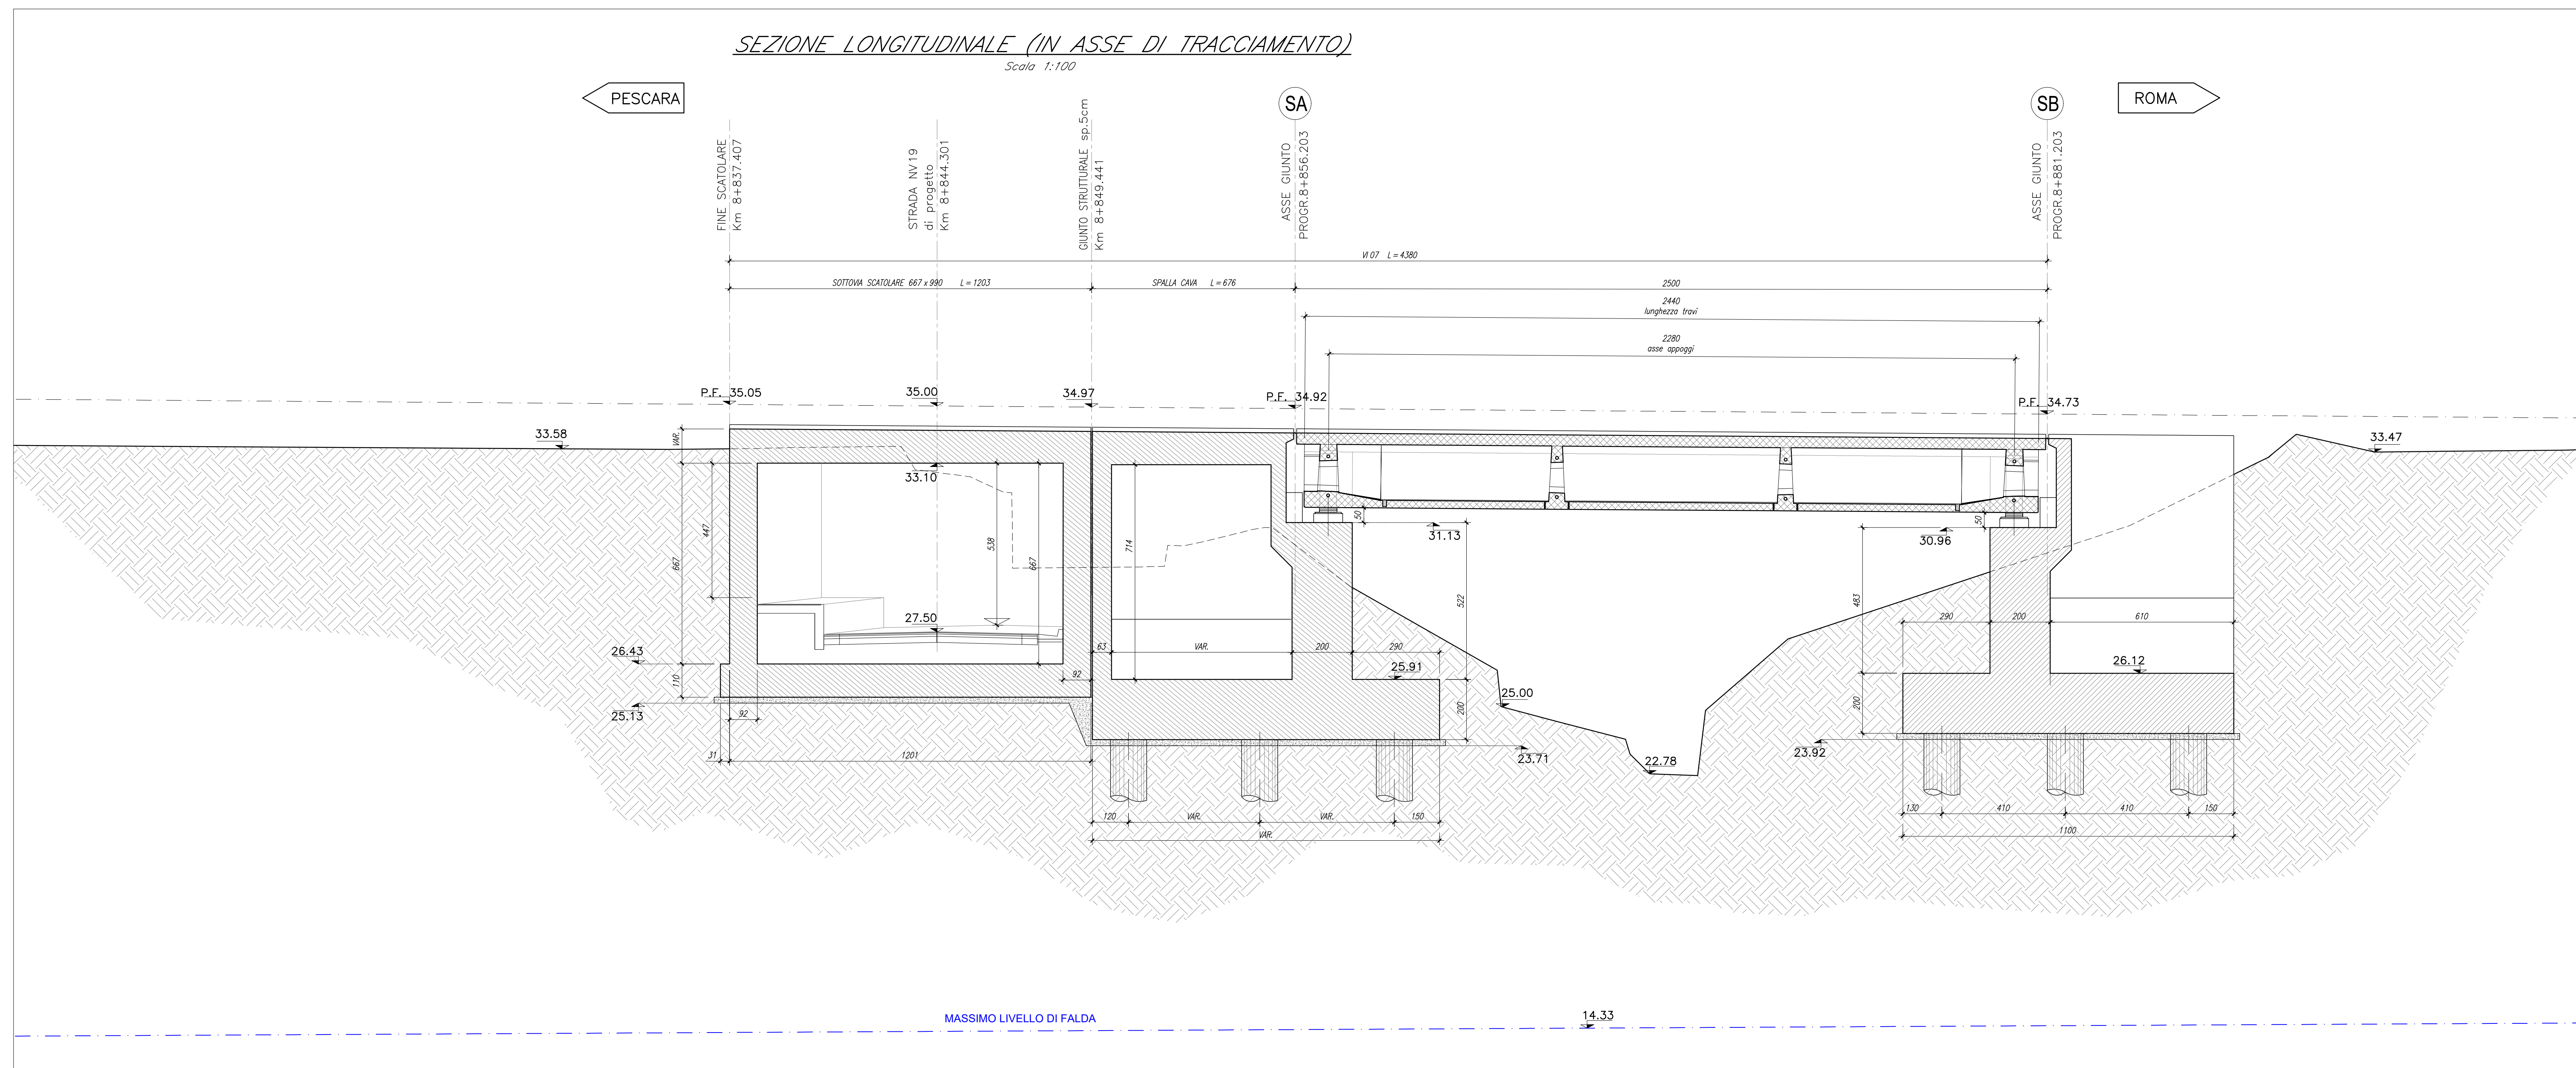 SEZIONE LONGITUDINALE (IN ASSE DI TRACCIAMENTO)
Scala 1:100
PESCARA
SA
SB
ROMA
FINE SCATOLARE
Km 8+837.407
STRADA NV19
di progetto
Km 8+844.301
GIUNTO STRUTTURALE sp.5cm
Km 8+849.441
ASSE GIUNTO
PROGR.8+856.203
ASSE GIUNTO
PROGR.8+881.203
VI 07 L = 4380
SOTTOVIA SCATOLARE 667 x 990 L = 1203
SPALLA CAVA L = 676
2500
2440
lunghezza travi
2280
asse appoggi
P.F. 35.05
35.00
34.97
P.F. 34.92
P.F. 34.73
33.58
VAR.
33.47
33.10
447
667
538
667
714
50
31.13
50
30.96
522
483
27.50
26.43
110
63
VAR.
200
290
290
200
610
92
25.91
26.12
25.13
92
25.00
200
200
31
1201
23.71
22.78
23.92
120
VAR.
VAR.
150
VAR.
130
410
410
150
1100
MASSIMO LIVELLO DI FALDA
14.33